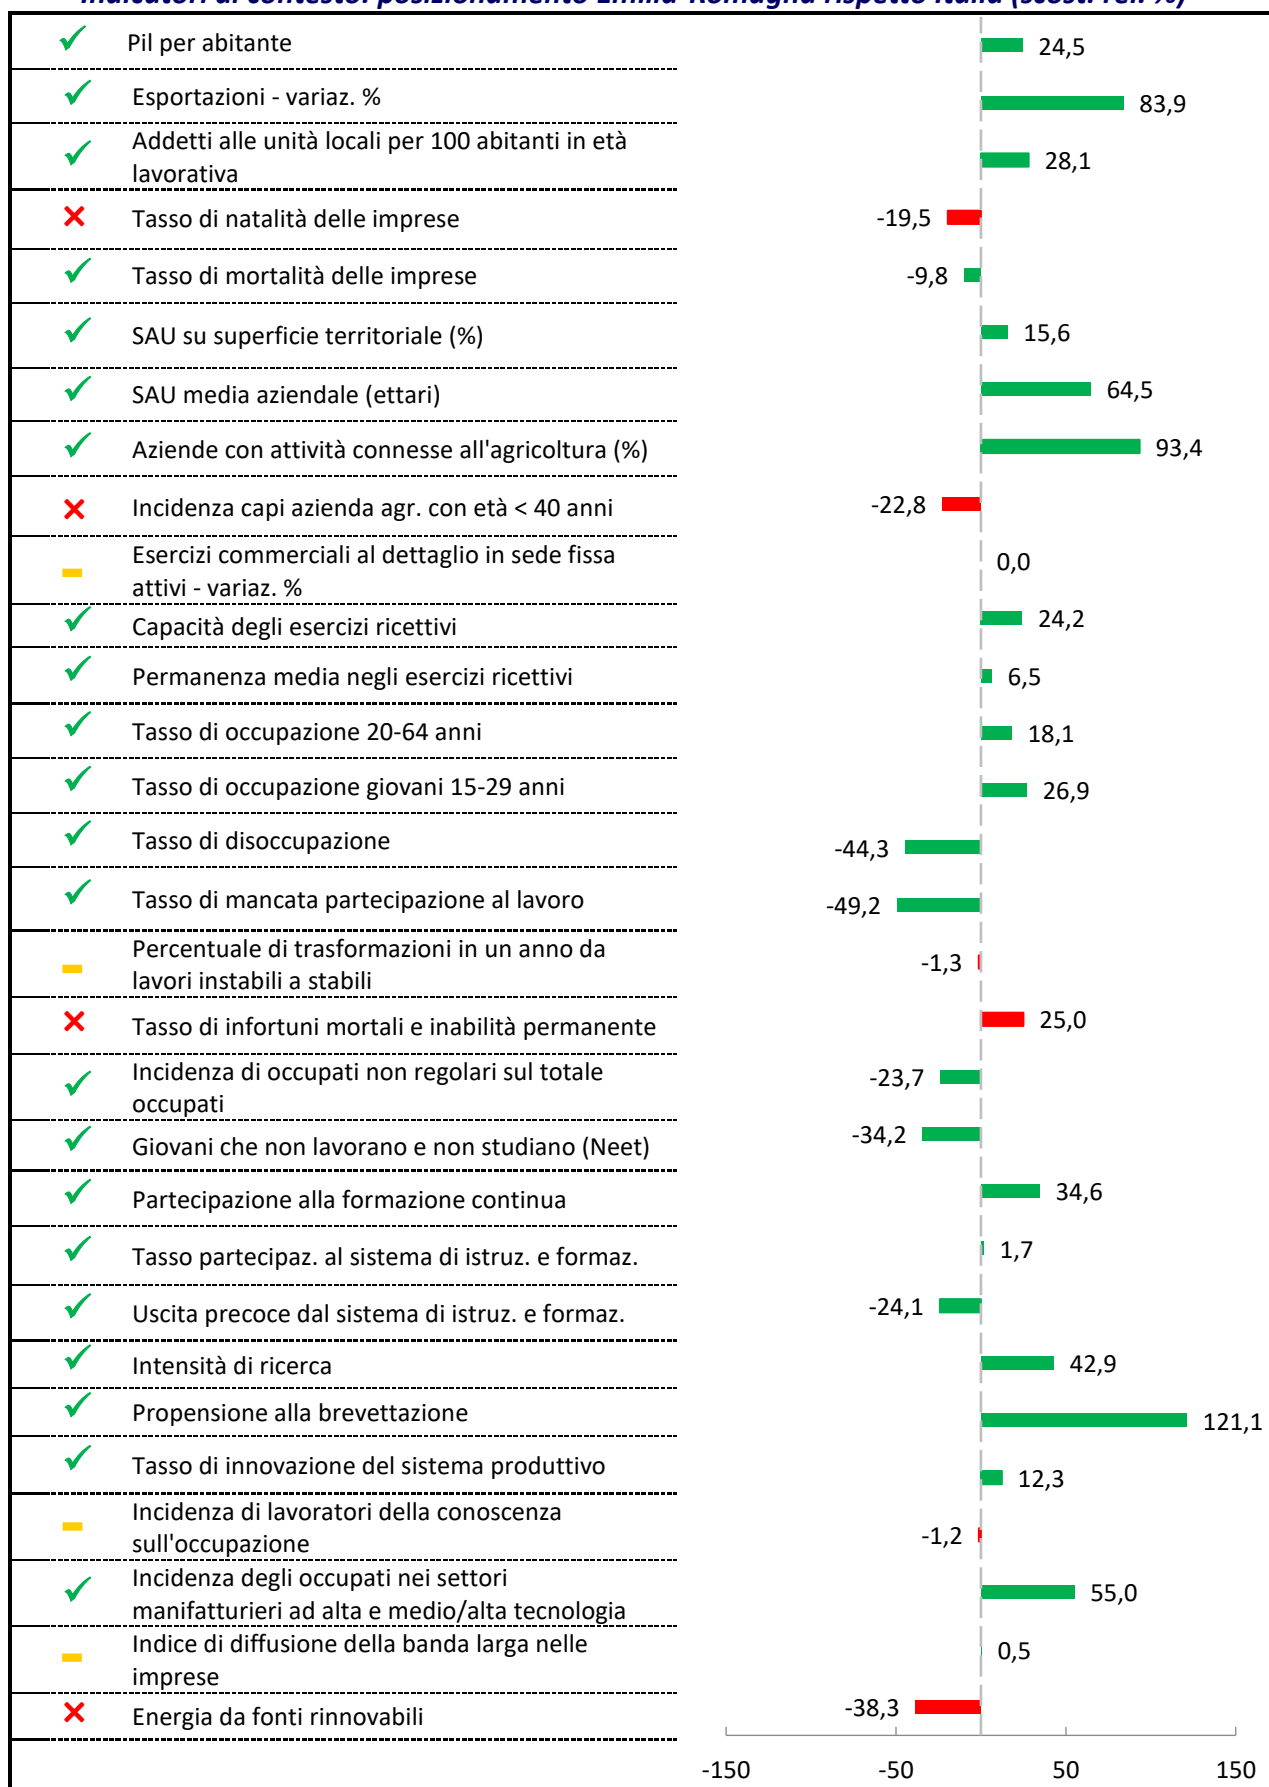 Indicatori di contesto: posizionamento Emilia-Romagna rispetto Italia (scost. rel. %)
Pil per abitante 24,5
Esportazioni - variaz. % 83,9
Addetti alle unità locali per 100 abitanti in età
lavorativa 28,1
Tasso di natalità delle imprese -19,5
Tasso di mortalità delle imprese -9,8
SAU su superficie territoriale (%) 15,6
SAU media aziendale (ettari) 64,5
Aziende con attività connesse all'agricoltura (%) 93,4
Incidenza capi azienda agr. con età < 40 anni -22,8
Esercizi commerciali al dettaglio in sede fissa
attivi - variaz. % 0,0
Capacità degli esercizi ricettivi 24,2
Permanenza media negli esercizi ricettivi 6,5
Tasso di occupazione 20-64 anni 18,1
Tasso di occupazione giovani 15-29 anni 26,9
Tasso di disoccupazione -44,3
Tasso di mancata partecipazione al lavoro -49,2
Percentuale di trasformazioni in un anno da
lavori instabili a stabili -1,3
Tasso di infortuni mortali e inabilità permanente 25,0
Incidenza di occupati non regolari sul totale
occupati -23,7
Giovani che non lavorano e non studiano (Neet) -34,2
Partecipazione alla formazione continua 34,6
Tasso partecipaz. al sistema di istruz. e formaz. 1,7
Uscita precoce dal sistema di istruz. e formaz. -24,1
Intensità di ricerca 42,9
Propensione alla brevettazione 121,1
Tasso di innovazione del sistema produttivo 12,3
Incidenza di lavoratori della conoscenza
sull'occupazione -1,2
Incidenza degli occupati nei settori
manifatturieri ad alta e medio/alta tecnologia 55,0
Indice di diffusione della banda larga nelle
imprese 0,5
Energia da fonti rinnovabili -38,3
-150 -50 50 150